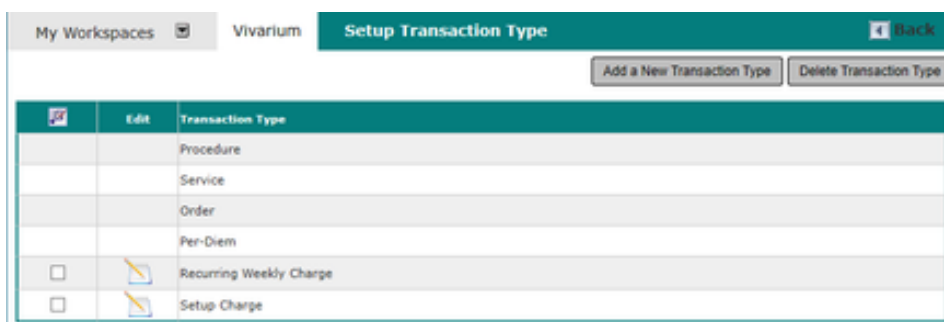 My Workspaces Vivarium Setup Transaction Type Back
Add a New Transaction Type Delete Transaction Type
Edit Transaction Type
Procedure
Service
Order
Per-Diem
Recurring Weekly Charge
Setup Charge